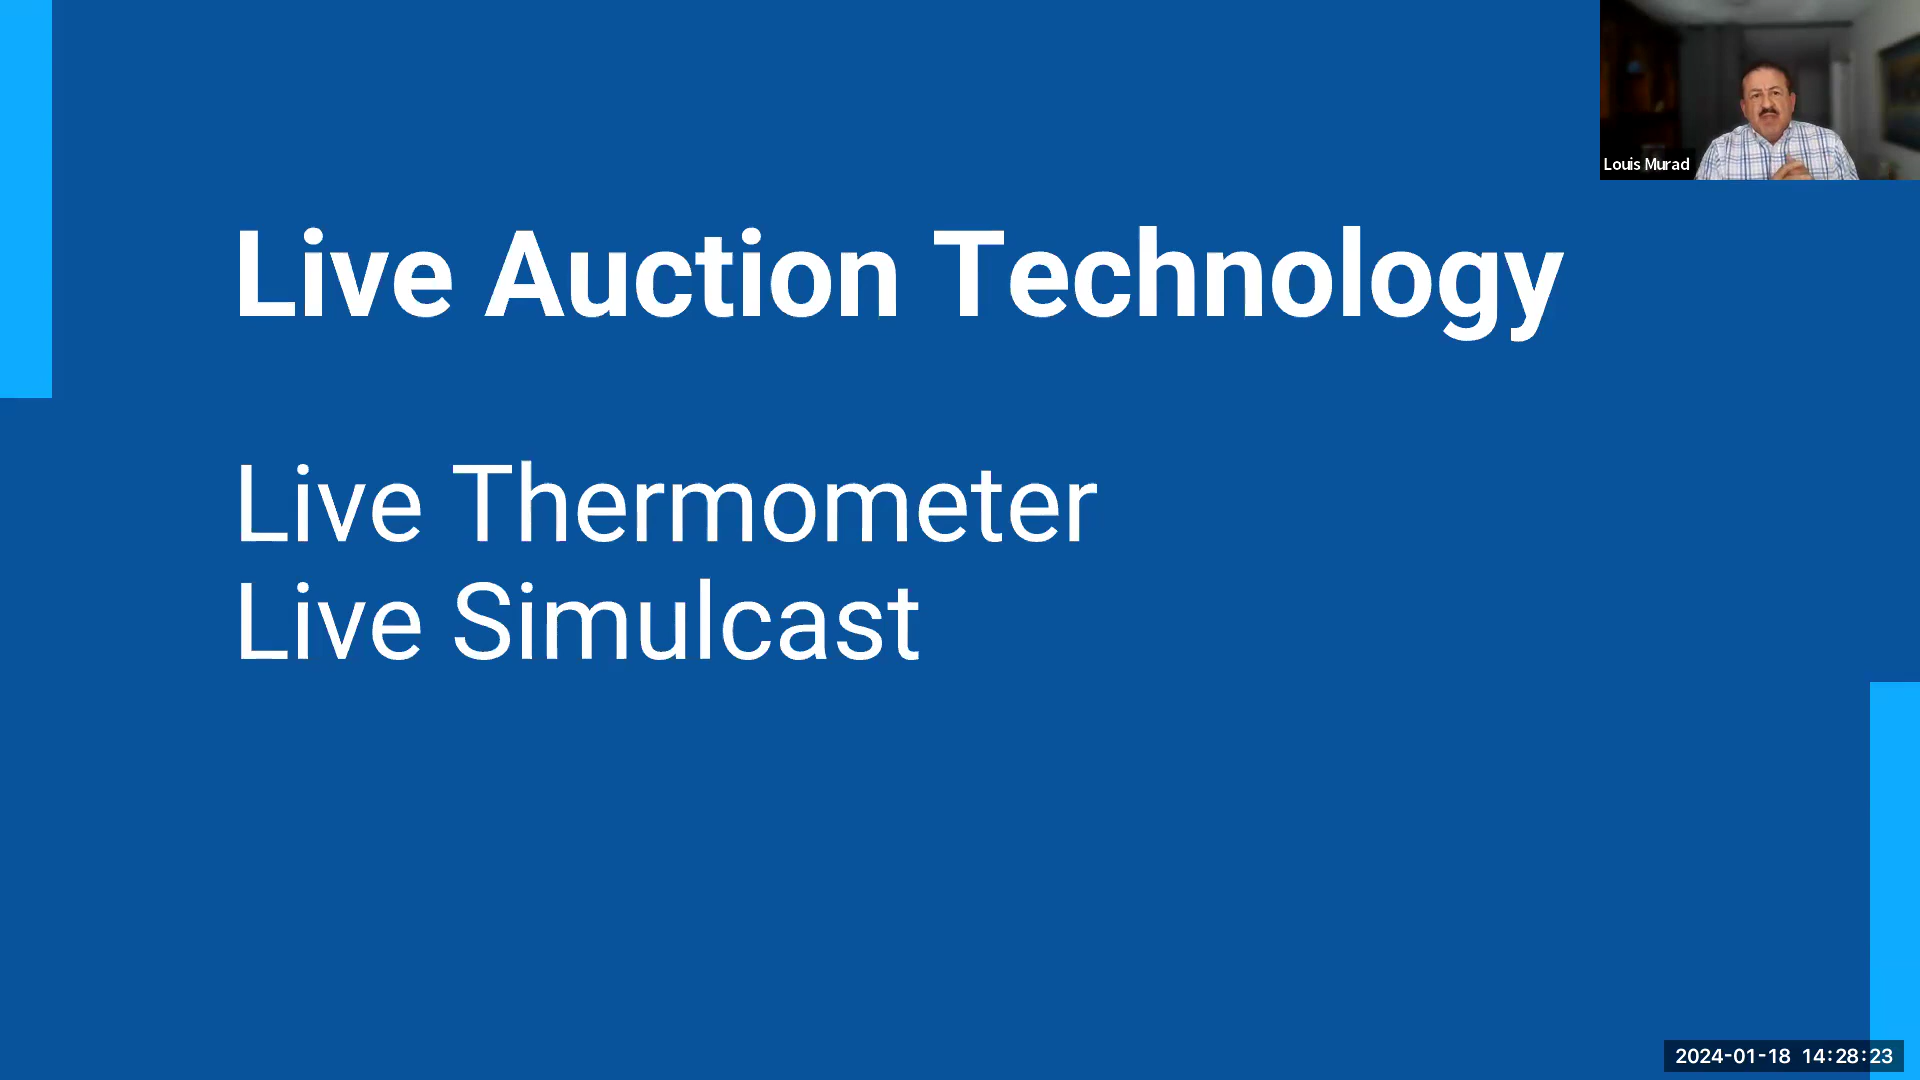 Louis Murad
Live Auction Technology
Live Thermometer
Live Simulcast
2024-01-18 14:28:23